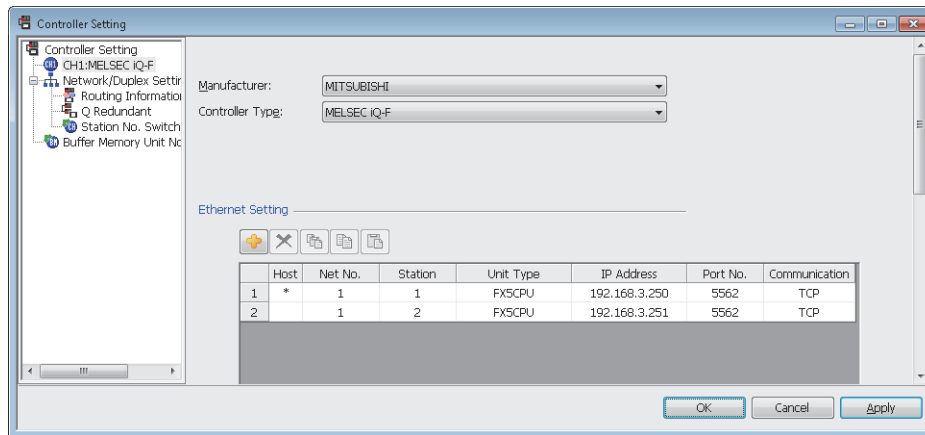 Controller Setting
Controller Setting
CH1:MELSEC iQ-F
Network/Duplex Settin
Routing Information
Q Redundant
Station No. Switch
Buffer Memory Unit No
Manufacturer: MITSUBISHI
Controller Type: MELSEC iQ-F
Ethernet Setting
Host Net No. Station Unit Type IP Address Port No. Communication
1 * 1 1 FX5CPU 192.168.3.250 5562 TCP
2 1 2 FX5CPU 192.168.3.251 5562 TCP
OK Cancel Apply